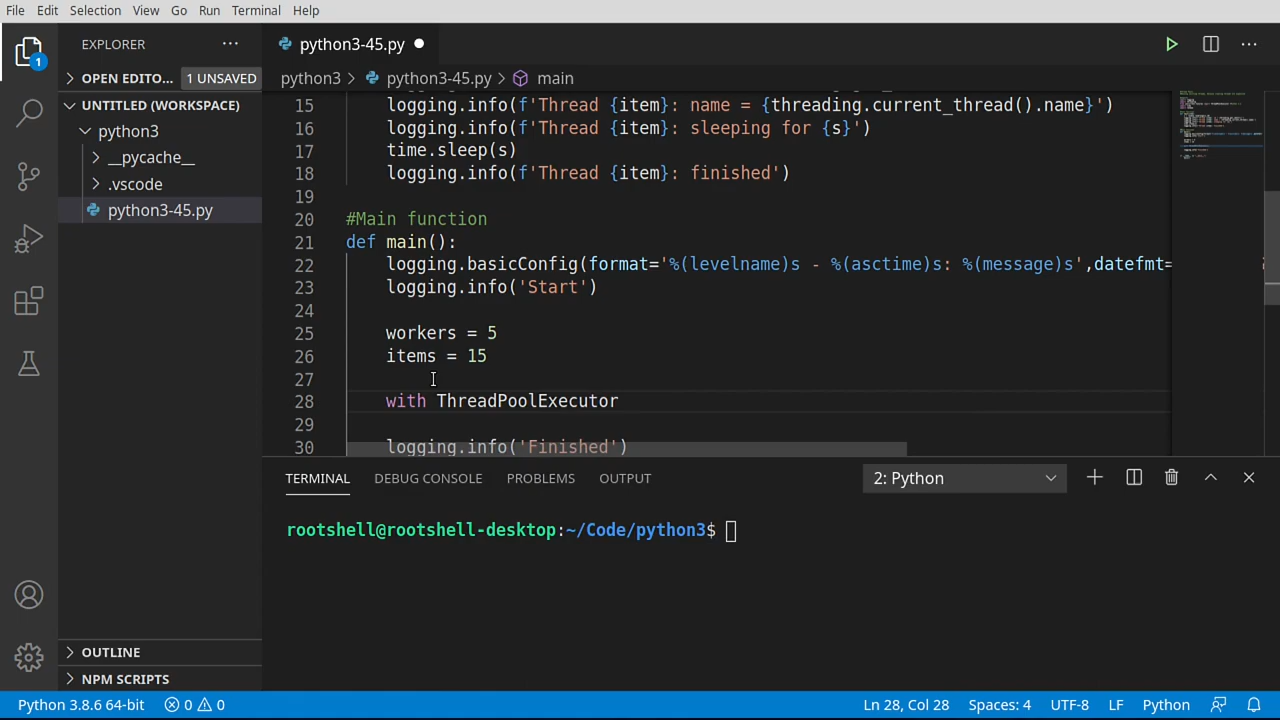 File Edit Selection View Go Run Terminal Help
EXPLORER ···
python3-45.py
1
OPEN EDITO... 1 UNSAVED
python3 > python3-45.py > main
UNTITLED (WORKSPACE)
python3
__pycache__
.vscode
python3-45.py
15 logging.info(f'Thread {item}: name = {threading.current_thread().name}')
16 logging.info(f'Thread {item}: sleeping for {s}')
17 time.sleep(s)
18 logging.info(f'Thread {item}: finished')
19
20 #Main function
21 def main():
22 logging.basicConfig(format='%(levelname)s - %(asctime)s: %(message)s',datefmt=
23 logging.info('Start')
24
25 workers = 5
26 items = 15
27
28 with ThreadPoolExecutor
29
30 logging.info('Finished')
TERMINAL DEBUG CONSOLE PROBLEMS OUTPUT 2: Python
rootshell@rootshell-desktop:~/Code/python3$
OUTLINE
NPM SCRIPTS
Python 3.8.6 64-bit 0 0 Ln 28, Col 28 Spaces: 4 UTF-8 LF Python